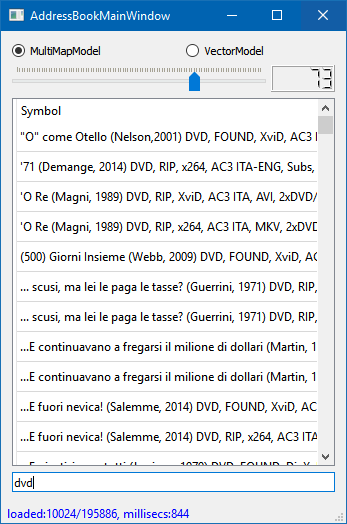 AddressBookMainWindow
MultiMapModel VectorModel
73
Symbol
"O" come Otello (Nelson,2001) DVD, FOUND, XviD, AC3 I
'71 (Demange, 2014) DVD, RIP, x264, AC3 ITA-ENG, Subs,
'O Re (Magni, 1989) DVD, RIP, XviD, AC3 ITA, AVI, 2xDVD/
'O Re (Magni, 1989) DVD, RIP, x264, AC3 ITA, MKV, 2xDVD
(500) Giorni Insieme (Webb, 2009) DVD, FOUND, XviD, AC
... scusi, ma lei le paga le tasse? (Guerrini, 1971) DVD, RIP,
... scusi, ma lei le paga le tasse? (Guerrini, 1971) DVD, RIP,
...E continuavano a fregarsi il milione di dollari (Martin, 1
...E continuavano a fregarsi il milione di dollari (Martin, 1
...E fuori nevica! (Salemme, 2014) DVD, FOUND, XviD, AC
...E fuori nevica! (Salemme, 2014) DVD, RIP, x264, AC3 ITA
dvd
loaded:10024/195886, millisecs:844